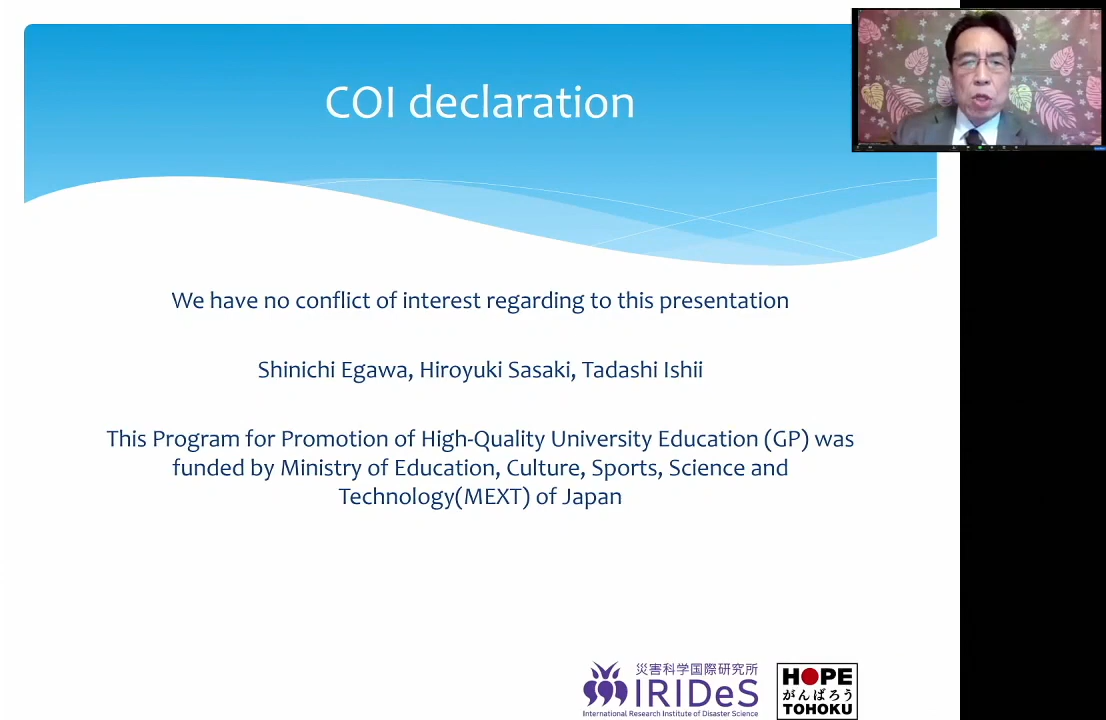 COI declaration
We have no conflict of interest regarding to this presentation
Shinichi Egawa, Hiroyuki Sasaki, Tadashi Ishii
This Program for Promotion of High-Quality University Education (GP) was
funded by Ministry of Education, Culture, Sports, Science and
Technology(MEXT) of Japan
災害科学国際研究所
IRIDeS
International Research Institute of Disaster Science
HOPE
がんばろう
TOHOKU